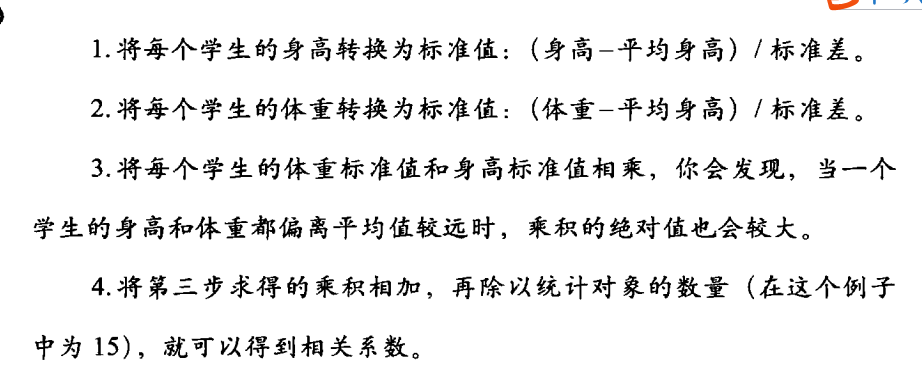 1.将每个学生的身高转换为标准值：（身高–平均身高）/ 标准差。
2.将每个学生的体重转换为标准值：（体重–平均身高）/ 标准差。
3.将每个学生的体重标准值和身高标准值相乘，你会发现，当一个
学生的身高和体重都偏离平均值较远时，乘积的绝对值也会较大。
4.将第三步求得的乘积相加，再除以统计对象的数量（在这个例子
中为 15），就可以得到相关系数。